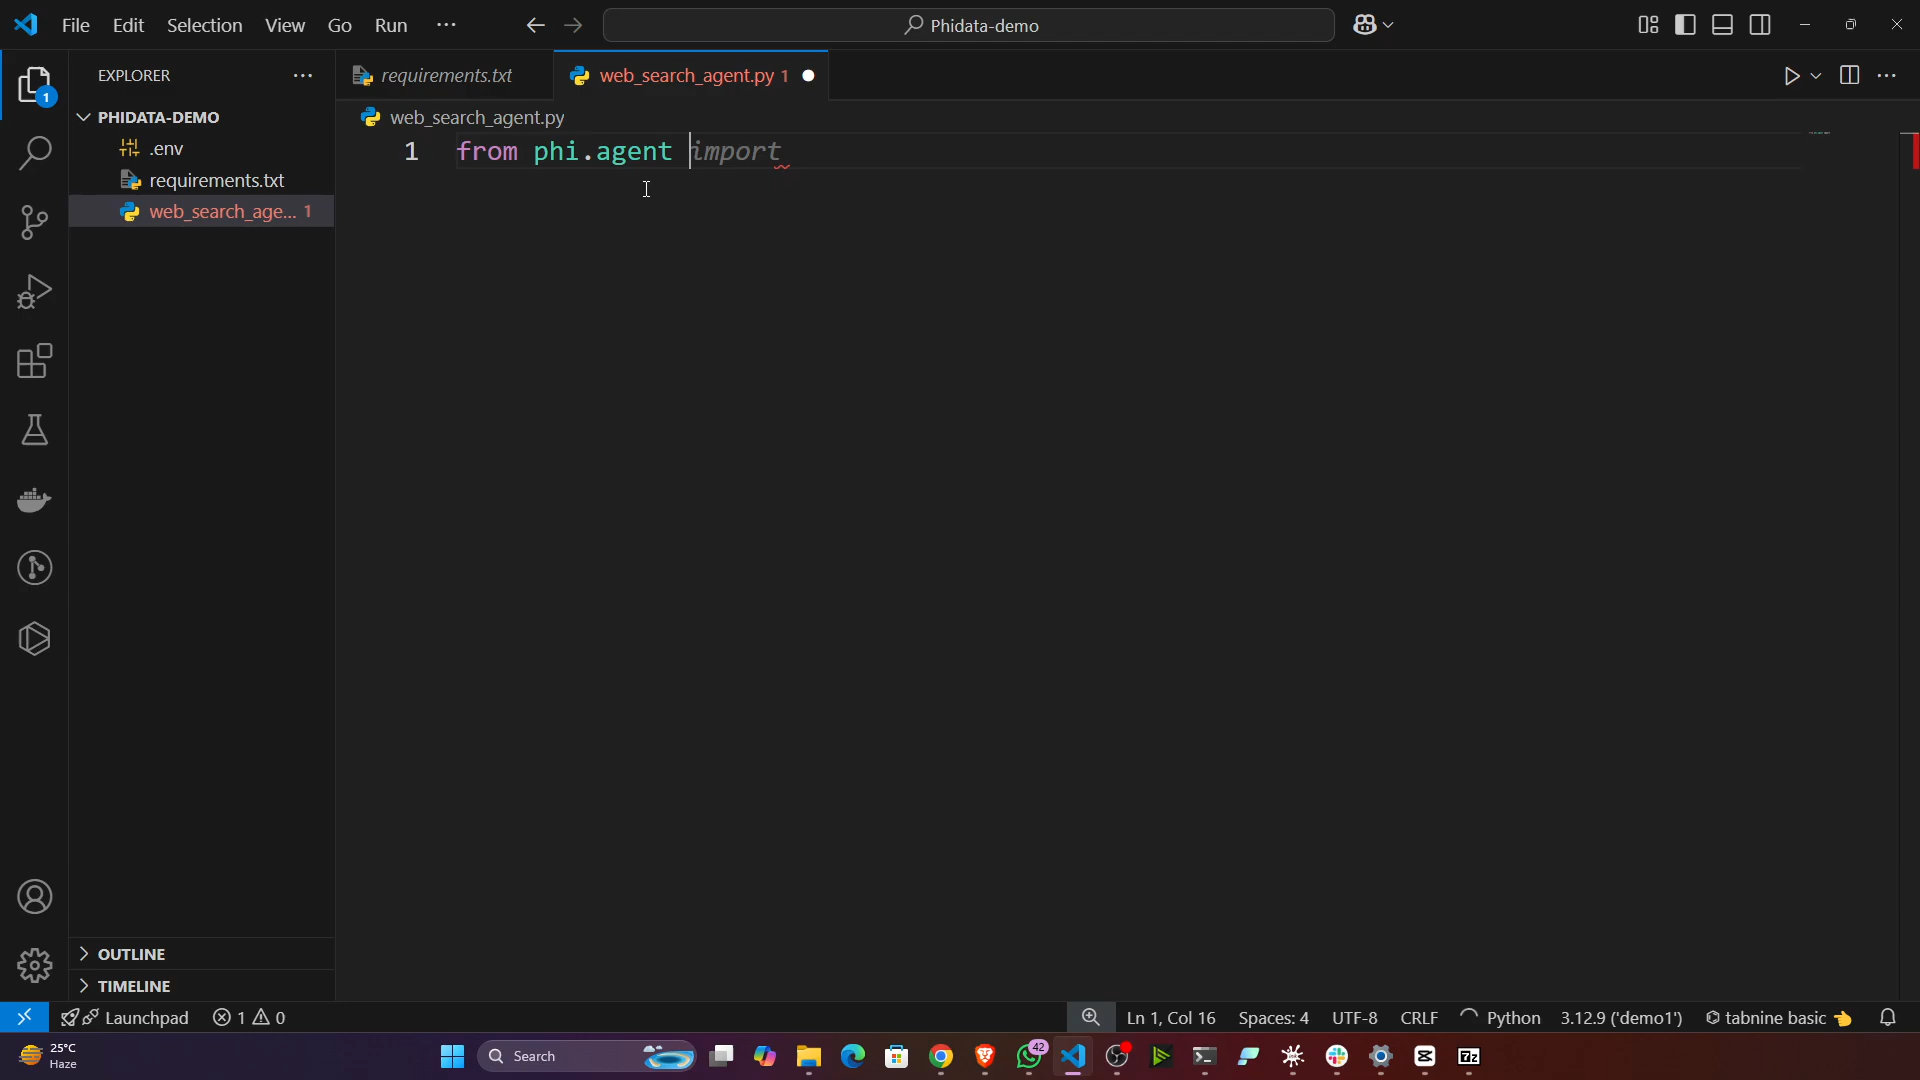 File Edit Selection View Go Run ···
Phidata-demo
EXPLORER ···
1
PHIDATA-DEMO
.env
requirements.txt
web_search_age... 1
requirements.txt
web_search_agent.py 1
web_search_agent.py
1 from phi.agent import
OUTLINE
TIMELINE
Launchpad
1 0
Ln 1, Col 16
Spaces: 4
UTF-8
CRLF
Python
3.12.9 ('demo1')
tabnine basic
25°C
Haze
Search
42
7z